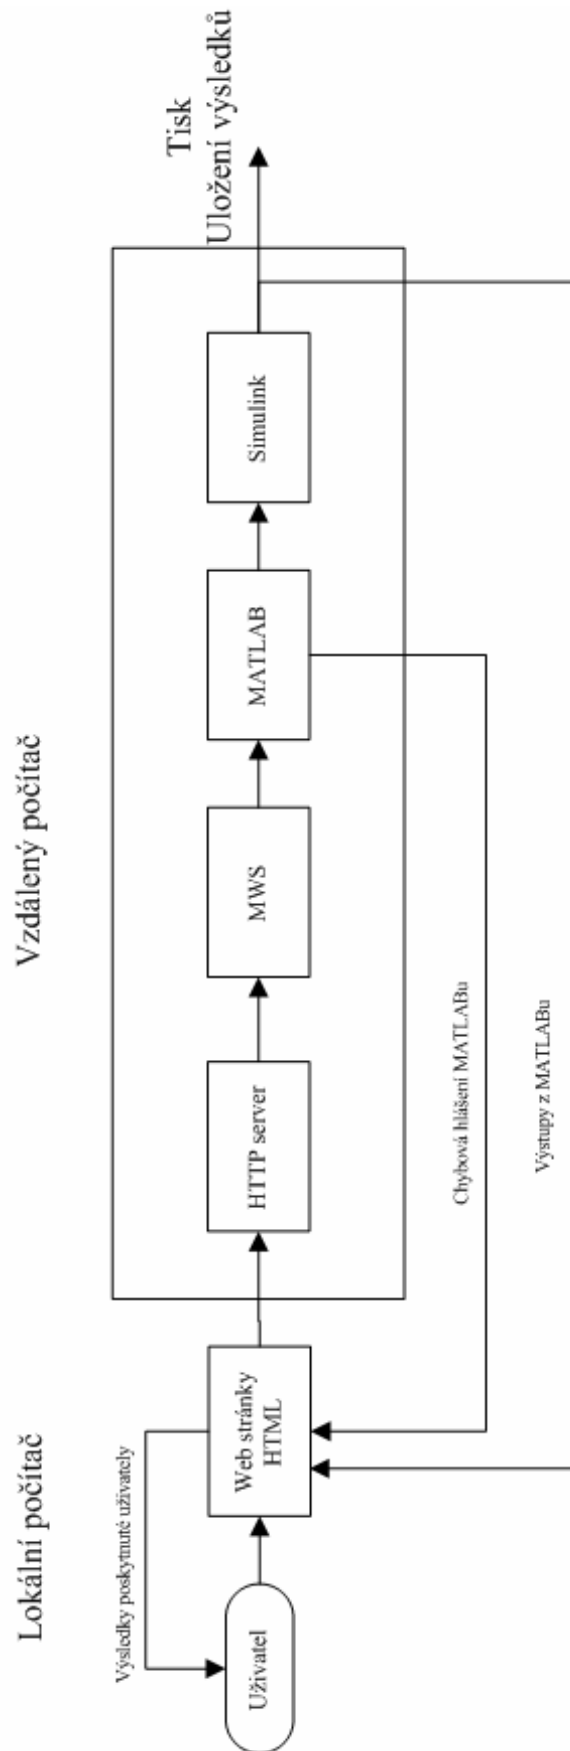 Lokální počítač
Vzdálený počítač
Výsledky poskytnuté uživately
Uživatel
Web stránky
HTML
HTTP server
MWS
MATLAB
Simulink
Tisk
Uložení výsledků
Chybová hlášení MATLABu
Výstupy z MATLABu